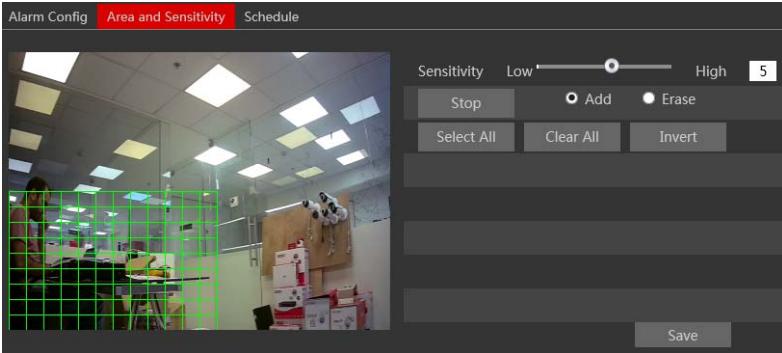 Alarm Config Area and Sensitivity Schedule
Sensitivity Low High 5
Stop Add Erase
Select All Clear All Invert
Save